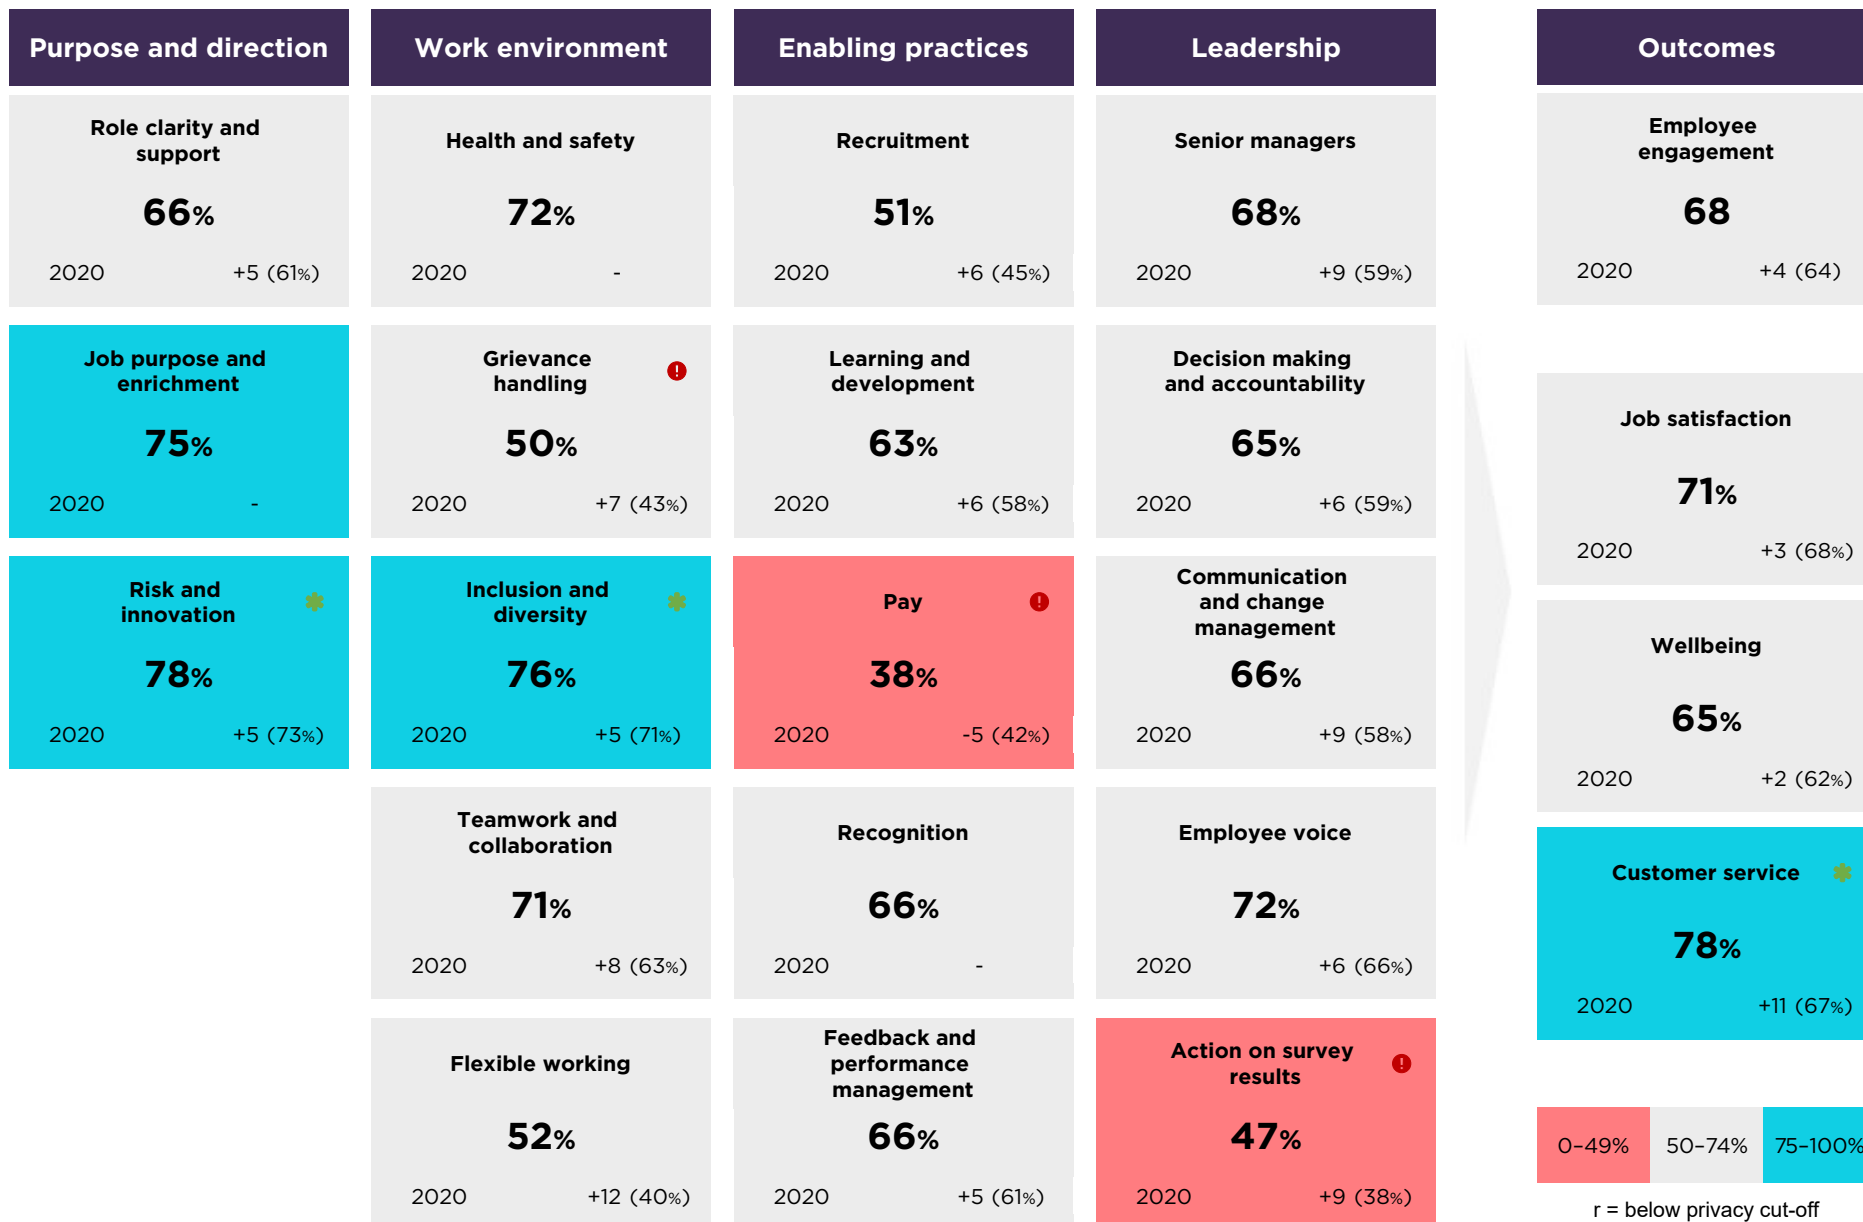 Purpose and direction
Role clarity and
support
66%
2020 +5 (61%)
Job purpose and
enrichment
75%
2020 -
Risk and
innovation
78%
2020 +5 (73%)
Work environment
Health and safety
72%
2020 -
Grievance
handling
50%
2020 +7 (43%)
Inclusion and
diversity
76%
2020 +5 (71%)
Teamwork and
collaboration
71%
2020 +8 (63%)
Flexible working
52%
2020 +12 (40%)
Enabling practices
Recruitment
51%
2020 +6 (45%)
Learning and
development
63%
2020 +6 (58%)
Pay
38%
2020 -5 (42%)
Recognition
66%
2020 -
Feedback and
performance
management
66%
2020 +5 (61%)
Leadership
Senior managers
68%
2020 +9 (59%)
Decision making
and accountability
65%
2020 +6 (59%)
Communication
and change
management
66%
2020 +9 (58%)
Employee voice
72%
2020 +6 (66%)
Action on survey
results
47%
2020 +9 (38%)
Outcomes
Employee
engagement
68
2020 +4 (64)
Job satisfaction
71%
2020 +3 (68%)
Wellbeing
65%
2020 +2 (62%)
Customer service
78%
2020 +11 (67%)
0–49% 50–74% 75–100%
r = below privacy cut-off